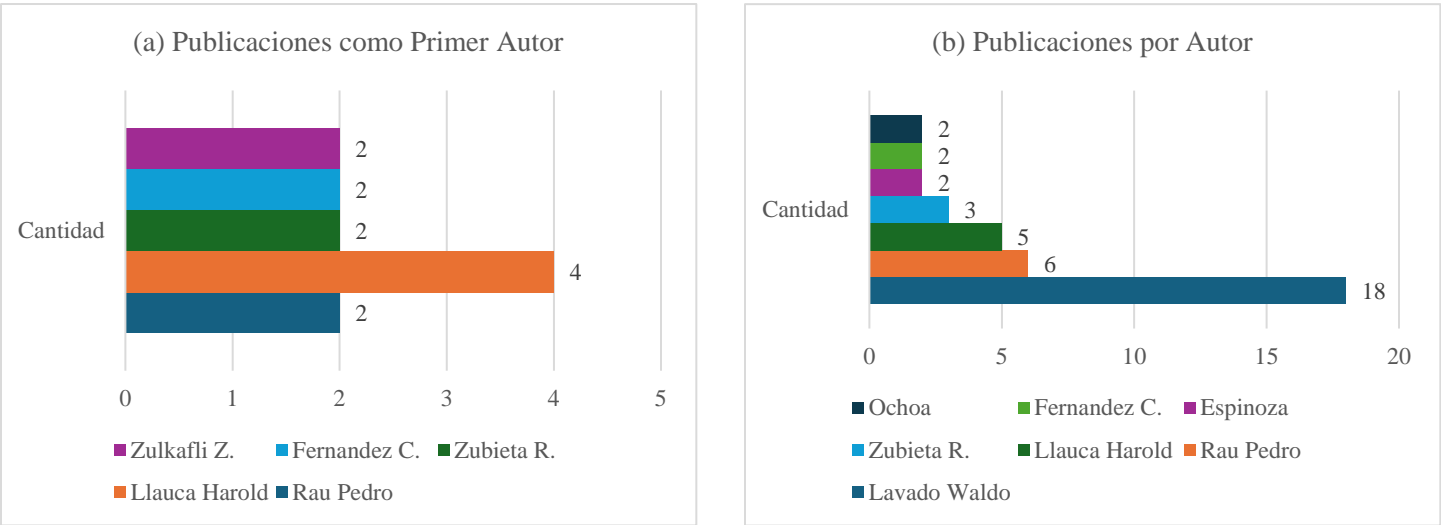 (a) Publicaciones como Primer Autor
2
2
Cantidad
2
4
2
0 1 2 3 4 5
Zulkafli Z. Fernandez C. Zubieta R.
Llauca Harold Rau Pedro
(b) Publicaciones por Autor
2
2
2
Cantidad
3
5
6
18
0 5 10 15 20
Ochoa Fernandez C. Espinoza
Zubieta R. Llauca Harold Rau Pedro
Lavado Waldo